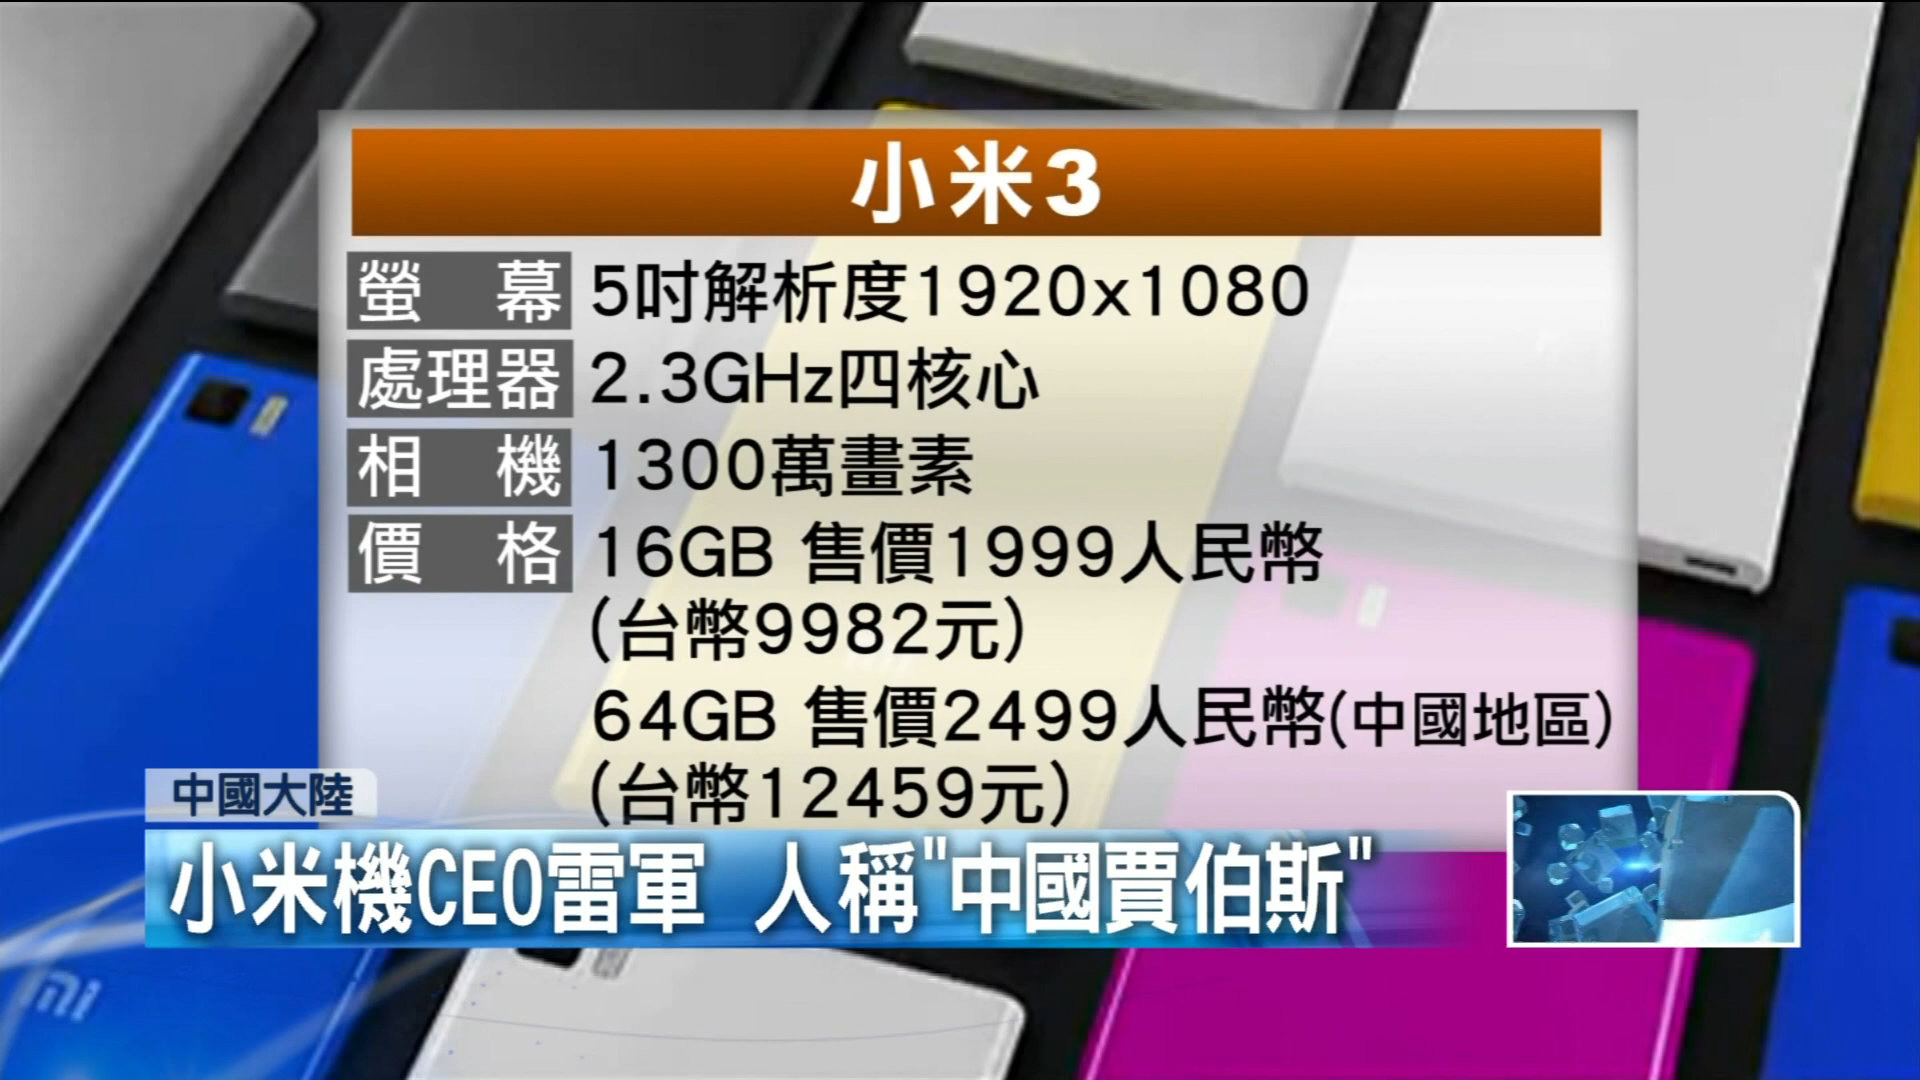 小米3
螢 幕 5吋解析度1920x1080
處理器 2.3GHz四核心
相 機 1300萬畫素
價 格 16GB 售價1999人民幣
(台幣9982元)
64GB 售價2499人民幣(中國地區)
(台幣12459元)
中國大陸
小米機CEO雷軍 人稱"中國賈伯斯"
mi